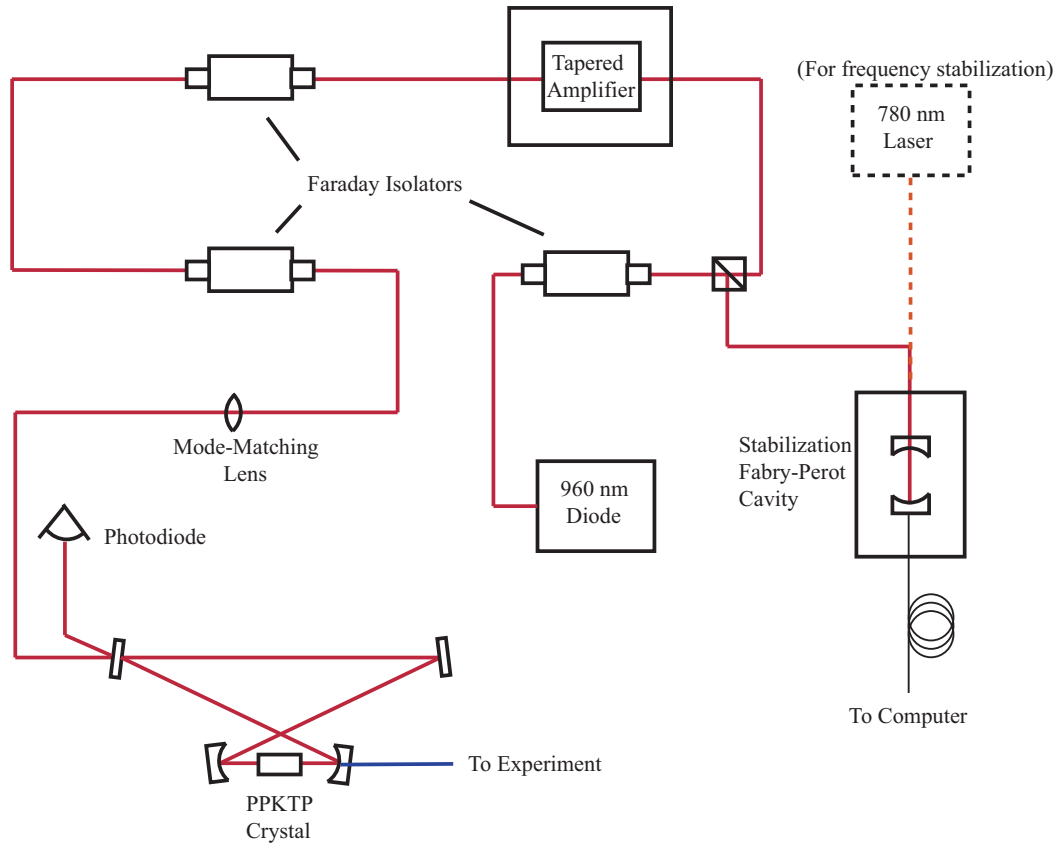 Tapered
Amplifier
(For frequency stabilization)
780 nm
Laser
Faraday Isolators
Mode-Matching
Lens
Stabilization
Fabry-Perot
Cavity
960 nm
Diode
Photodiode
To Computer
To Experiment
PPKTP
Crystal